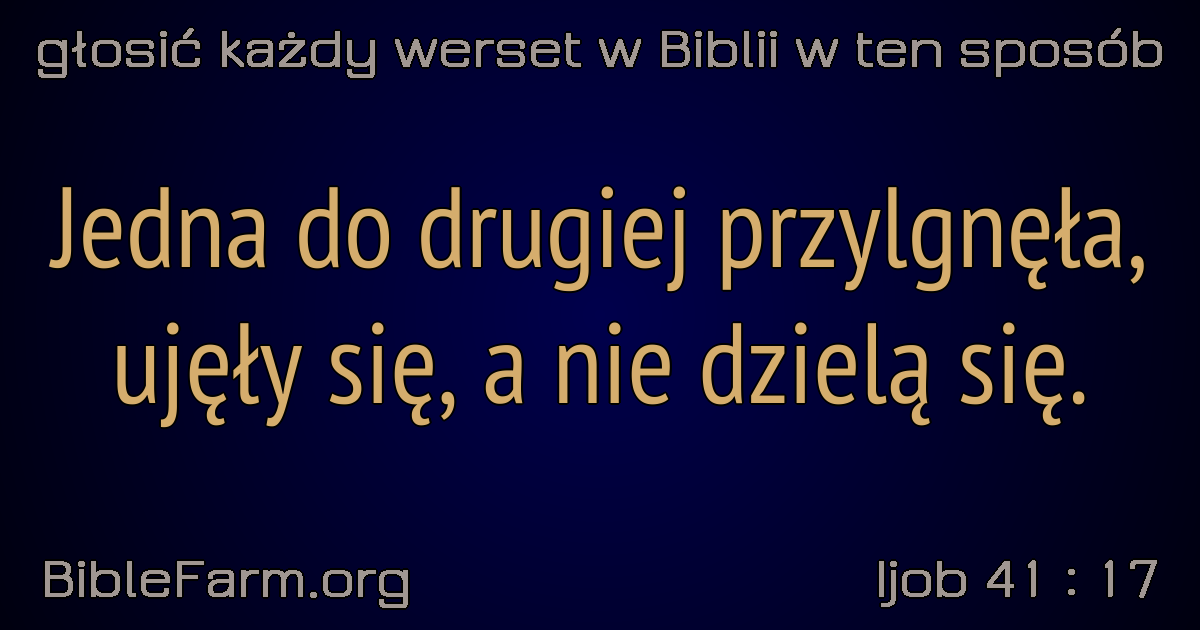 głosić każdy werset w Biblii w ten sposób
Jedna do drugiej przylgnęła,
ujęły się, a nie dzielą się.
BibleFarm.org
Ijob 41 : 17